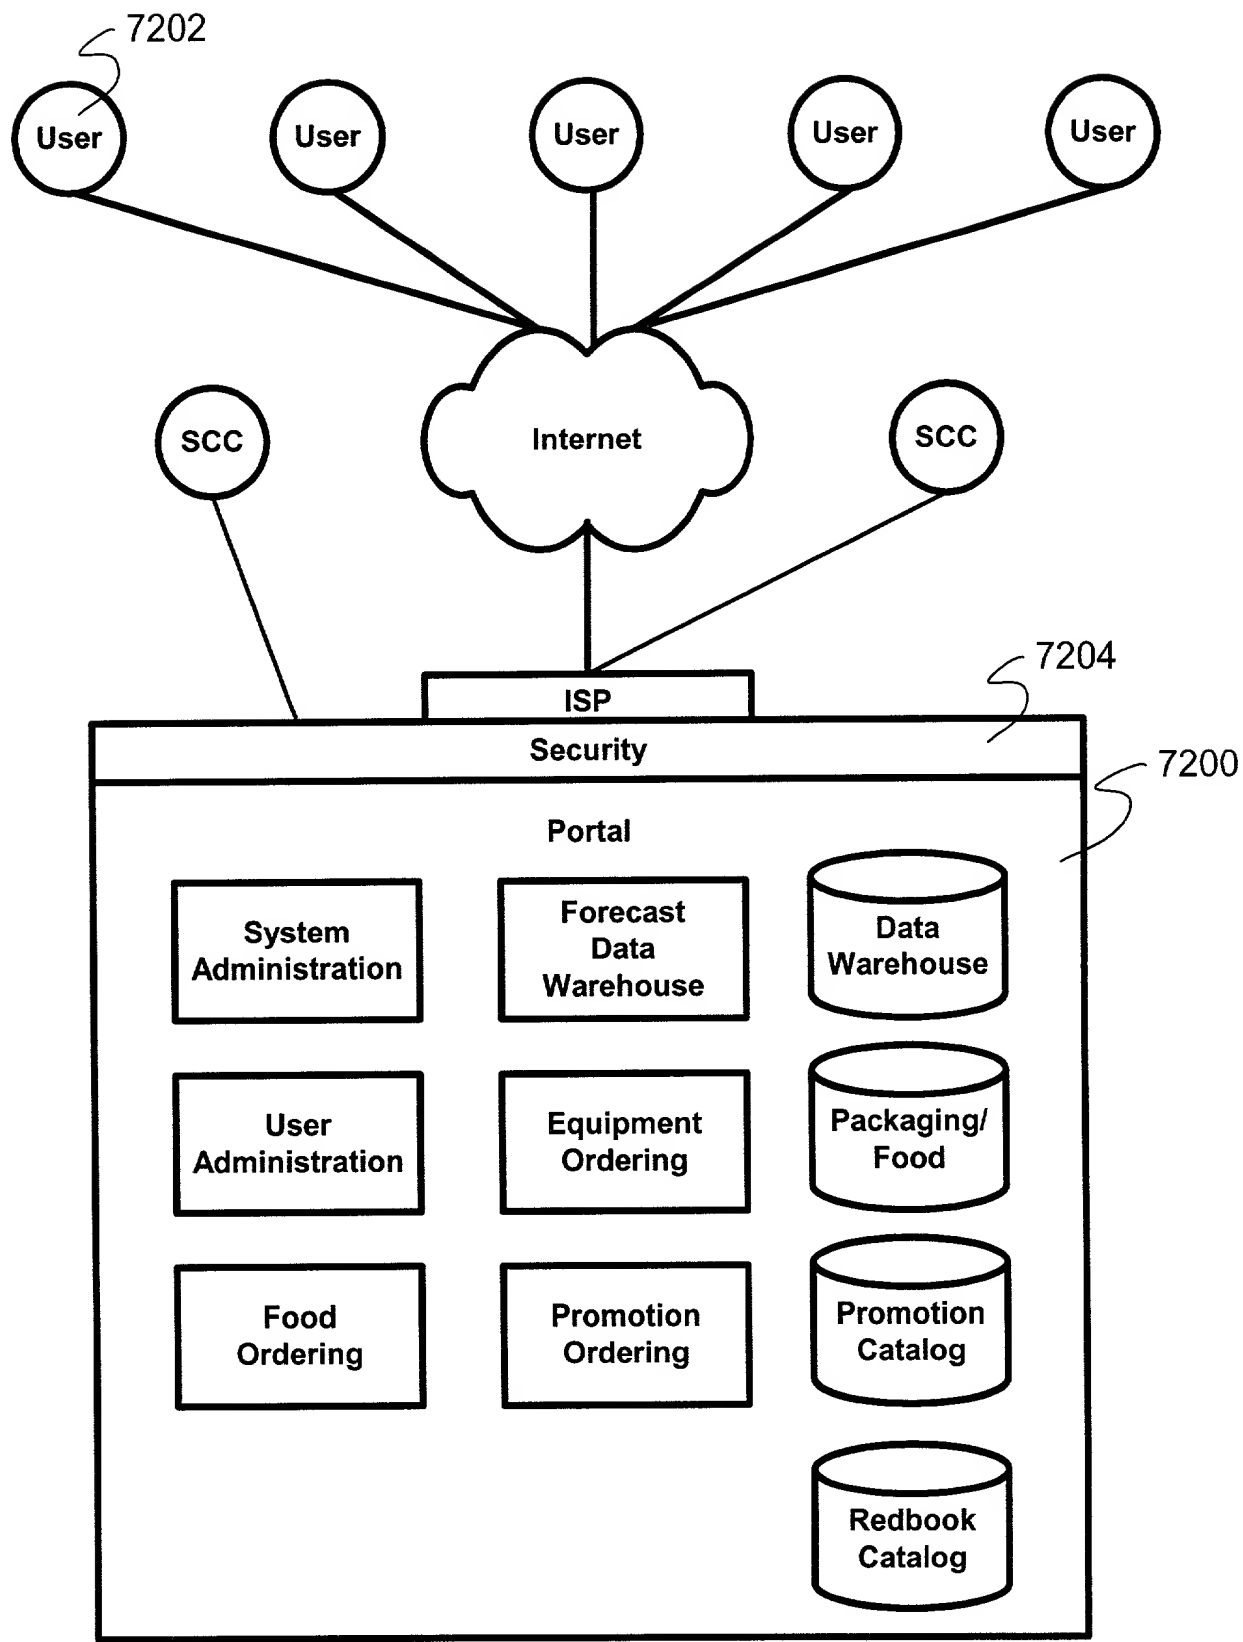 7202
User
User
User
User
User
SCC
Internet
SCC
7204
ISP
Security
7200
Portal
System
Administration
Forecast
Data
Warehouse
Data
Warehouse
User
Administration
Equipment
Ordering
Packaging/
Food
Food
Ordering
Promotion
Ordering
Promotion
Catalog
Redbook
Catalog